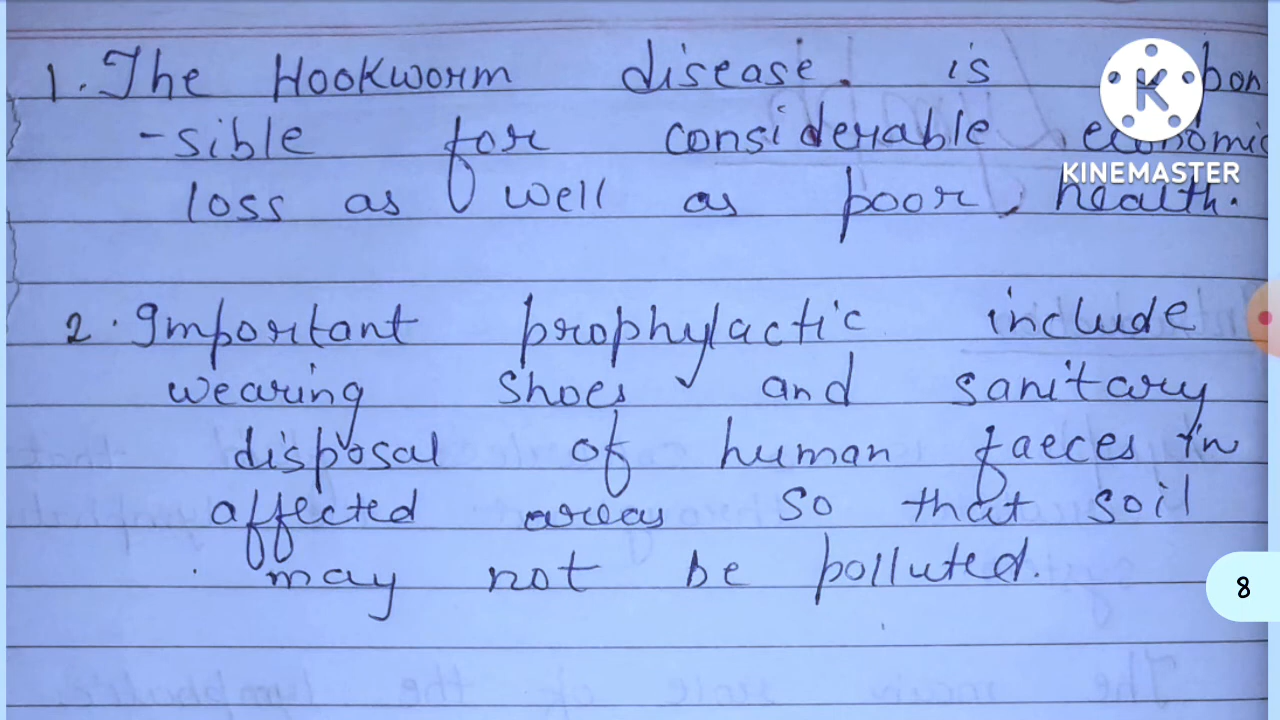 1. The Hookworm disease. is pon
-sible for considerable economic
loss as well as poor, health.
KINEMASTER
2. Important prophylactic include
wearing shoes and sanitary
disposal of human faeces in
affected areas so that soil
may not be polluted.
8